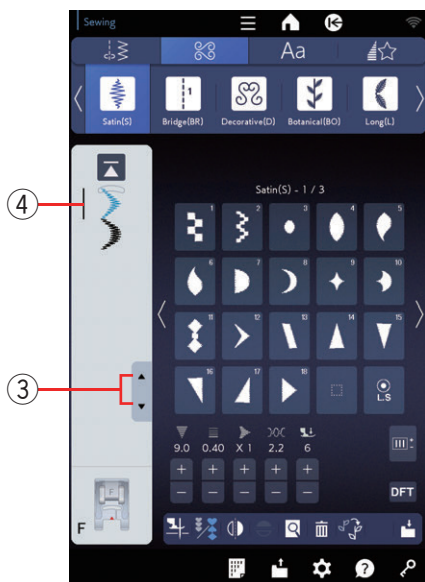 Sewing
Aa
1
Satin(S) Bridge(BR) Decorative(D) Botanical(BO) Long(L)
④
Satin(S) - 1 / 3
1 2 3 4 5
6 7 8 9 10
11 12 13 14 15
③
16 17 18
L.S
9.0 0.40 X 1 2.2 6
+ + + + +
− − − − − DFT
F
?